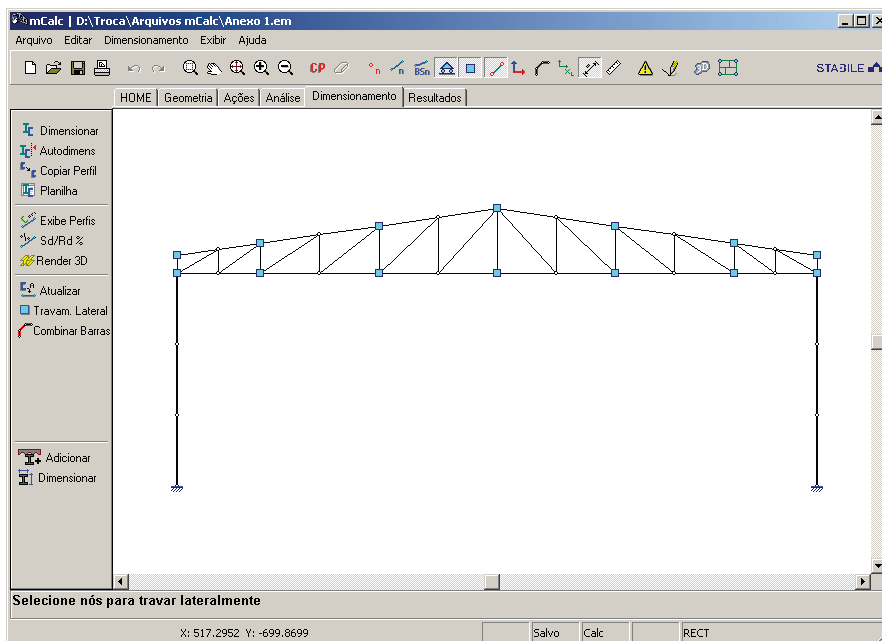 mCalc | D:\Troca\Arquivos mCalc\Anexo 1.em
Arquivo Editar Dimensionamento Exibir Ajuda
CP n n BSn STABILE
HOME Geometria Ações Análise Dimensionamento Resultados
Dimensionar
Autodimens
Copiar Perfil
Planilha
Exibe Perfis
Sd/Rd %
Render 3D
Atualizar
Travam. Lateral
Combinar Barras
Adicionar
Dimensionar
Selecione nós para travar lateralmente
X: 517.2952 Y: -699.8699 Salvo Calc RECT